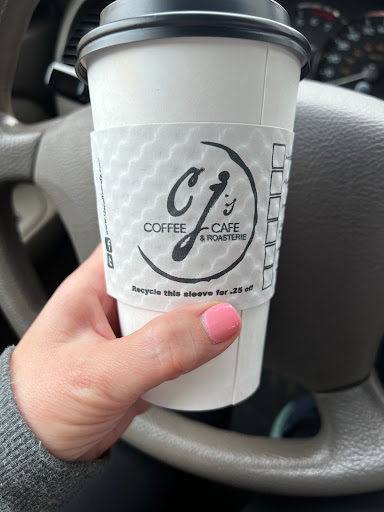 CJ's
COFFEE CAFE
& ROASTERIE
Recycle this sleeve for .25 off